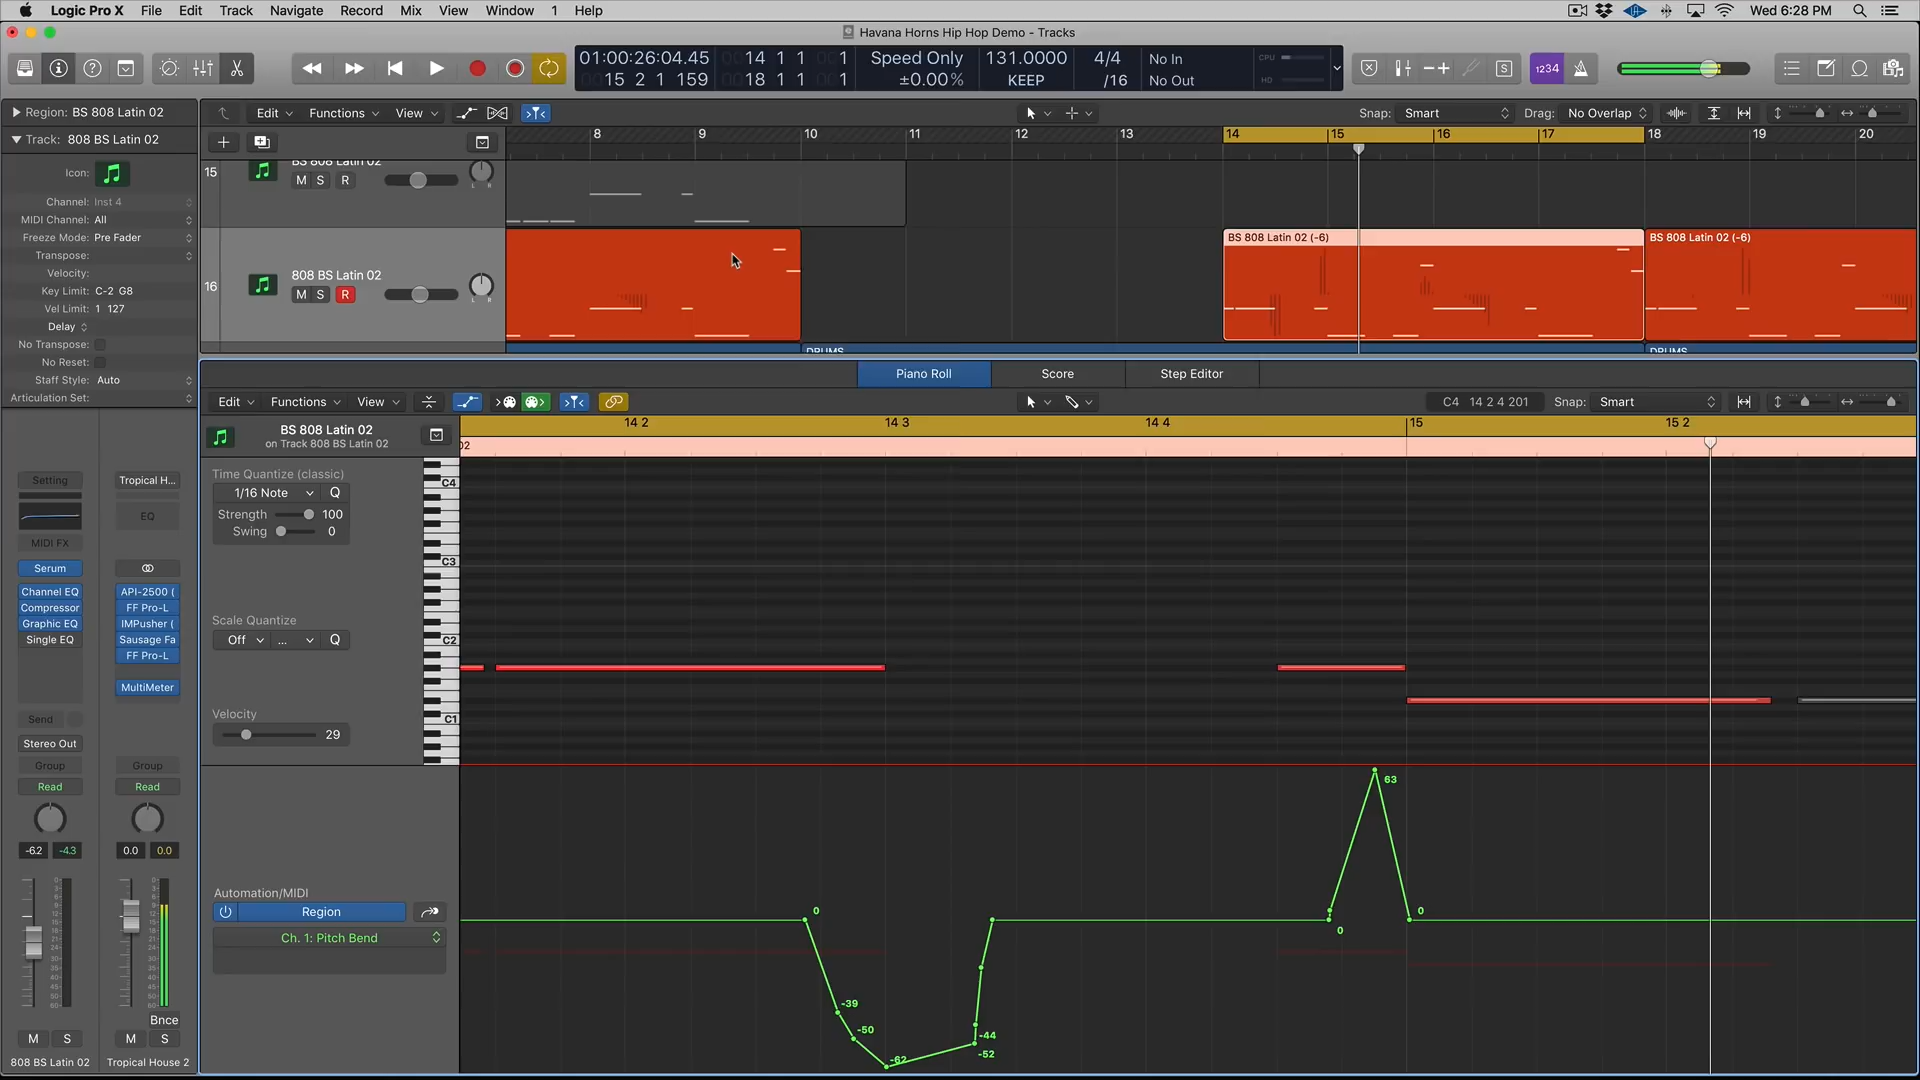 Logic Pro X File Edit Track Navigate Record Mix View Window 1 Help Wed 6:28 PM
Havana Horns Hip Hop Demo - Tracks
01:00:26:04.45 14 1 1 1 Speed Only 131.0000 4/4 No In CPU
15 2 1 159 18 1 1 1 ±0.00% KEEP /16 No Out HD
S 1234
Region: BS 808 Latin 02
Edit Functions View Snap: Smart Drag: No Overlap
Track: 808 BS Latin 02
8 9 10 11 12 13 14 15 16 17 18 19 20
Icon:
Channel: Inst 4
MIDI Channel: All
Freeze Mode: Pre Fader
Transpose:
Velocity:
Key Limit: C-2 G8
Vel Limit: 1 127
Delay
No Transpose:
No Reset:
Staff Style: Auto
Articulation Set:
15 BS 808 Latin 02
M S R L R
16 808 BS Latin 02
M S R L R
BS 808 Latin 02 (-6) BS 808 Latin 02 (-6)
DRUMS DRUMS
Piano Roll Score Step Editor
Edit Functions View C4 14 2 4 201 Snap: Smart
BS 808 Latin 02
on Track 808 BS Latin 02
14 2 14 3 14 4 15 15 2
02
Time Quantize (classic)
1/16 Note Q
Strength 100
Swing 0
Scale Quantize
Off ... Q
Velocity
29
C4
C3
C2
C1
Setting Tropical H...
EQ
MIDI FX
Serum
Channel EQ API-2500 (
Compressor FF Pro-L
Graphic EQ IMPusher (
Single EQ Sausage Fa
FF Pro-L
MultiMeter
Send
Stereo Out
Group Group
Read Read
-6.2 -4.3 0.0 0.0
Bnce
M S M S
808 BS Latin 02 Tropical House 2
Automation/MIDI
Region
Ch. 1: Pitch Bend
0
-39
-50
-62
-44
-52
0
63
0